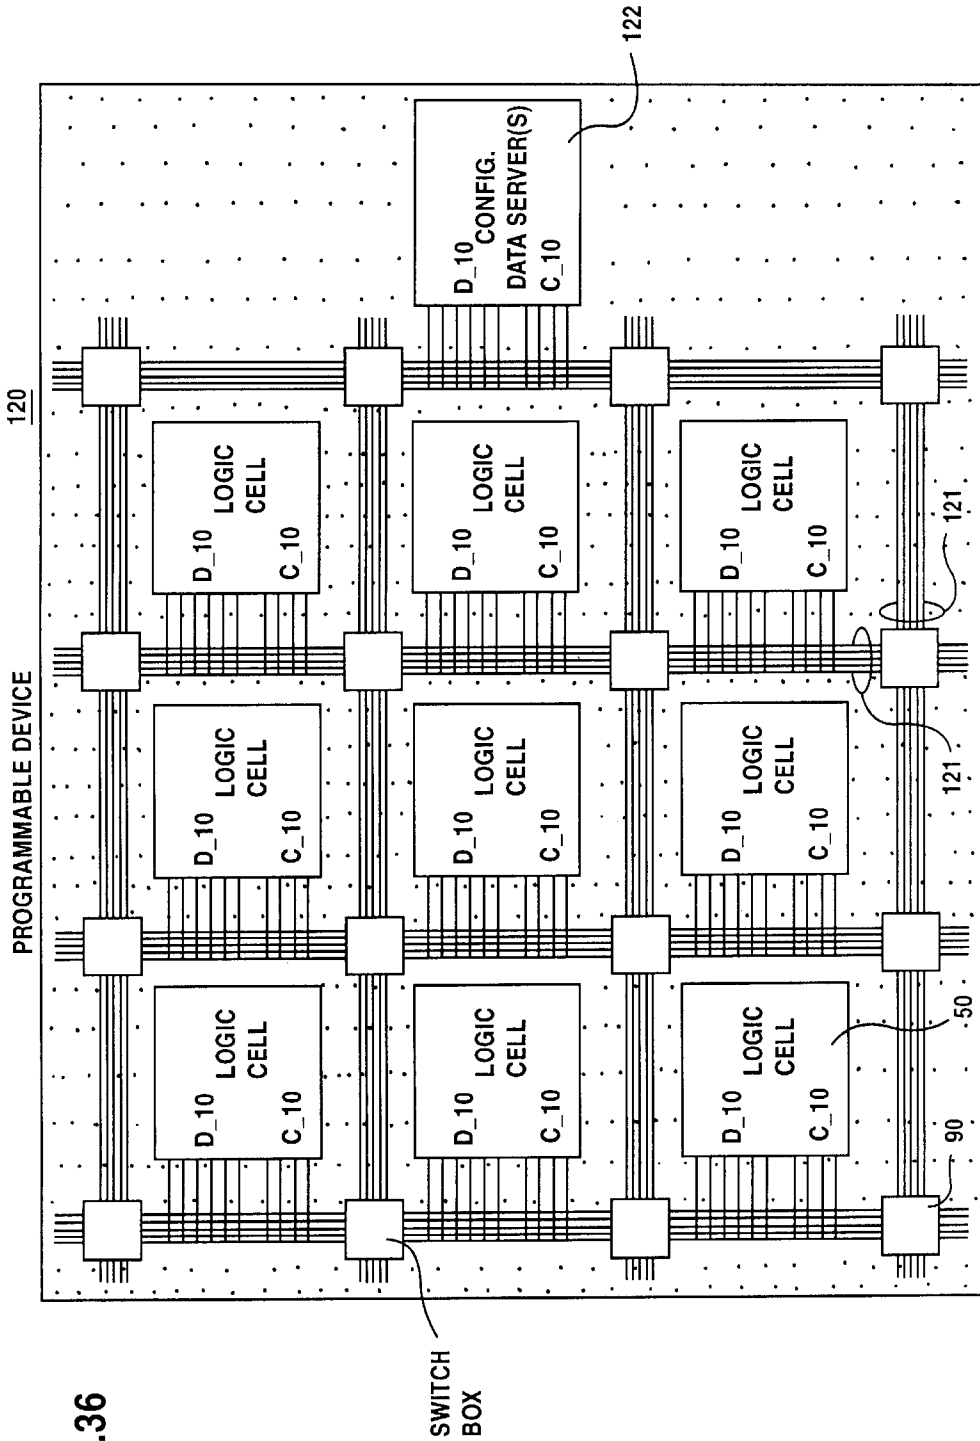 PROGRAMMABLE DEVICE
120
.36
D_10
LOGIC
CELL
C_10
D_10
LOGIC
CELL
C_10
D_10
LOGIC
CELL
C_10
SWITCH
BOX
D_10
LOGIC
CELL
C_10
D_10
LOGIC
CELL
C_10
D_10
LOGIC
CELL
C_10
D_10
CONFIG.
DATA SERVER(S)
C_10
122
D_10
LOGIC
CELL
C_10
D_10
LOGIC
CELL
C_10
D_10
LOGIC
CELL
C_10
90
50
121
121